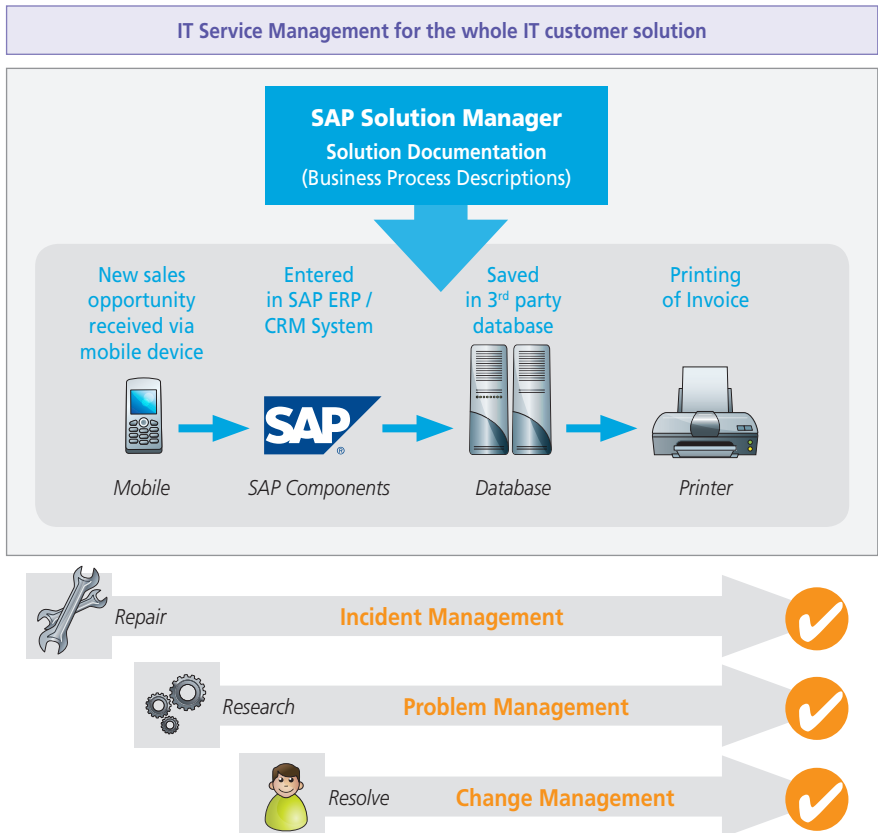 IT Service Management for the whole IT customer solution
SAP Solution Manager
Solution Documentation
(Business Process Descriptions)
New sales
opportunity
received via
mobile device
Entered
in SAP ERP /
CRM System
Saved
in 3rd party
database
Printing
of Invoice
SAP®
Mobile
SAP Components
Database
Printer
Repair
Incident Management
Research
Problem Management
Resolve
Change Management